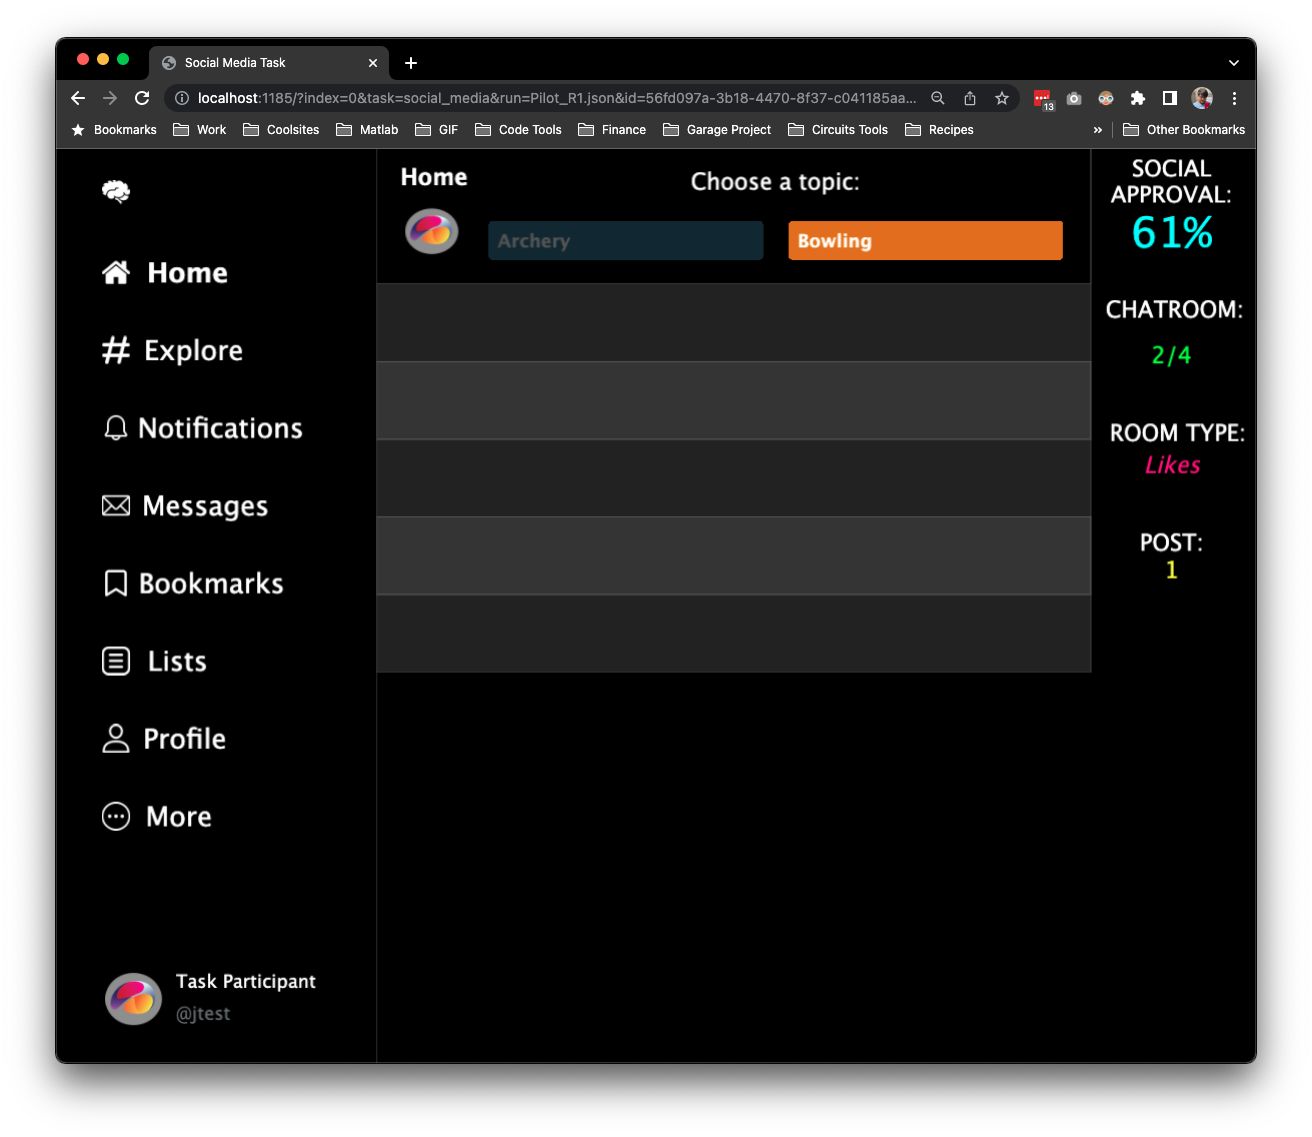 Social Media Task
localhost:1185/?index=0&task=social_media&run=Pilot_R1.json&id=56fd097a-3b18-4470-8f37-c041185aa...
13
Bookmarks Work Coolsites Matlab GIF Code Tools Finance Garage Project Circuits Tools Recipes » Other Bookmarks
Home
Explore
Notifications
Messages
Bookmarks
Lists
Profile
More
Task Participant
@jtest
Home
Choose a topic:
Archery
Bowling
SOCIAL
APPROVAL:
61%
CHATROOM:
2/4
ROOM TYPE:
Likes
POST:
1